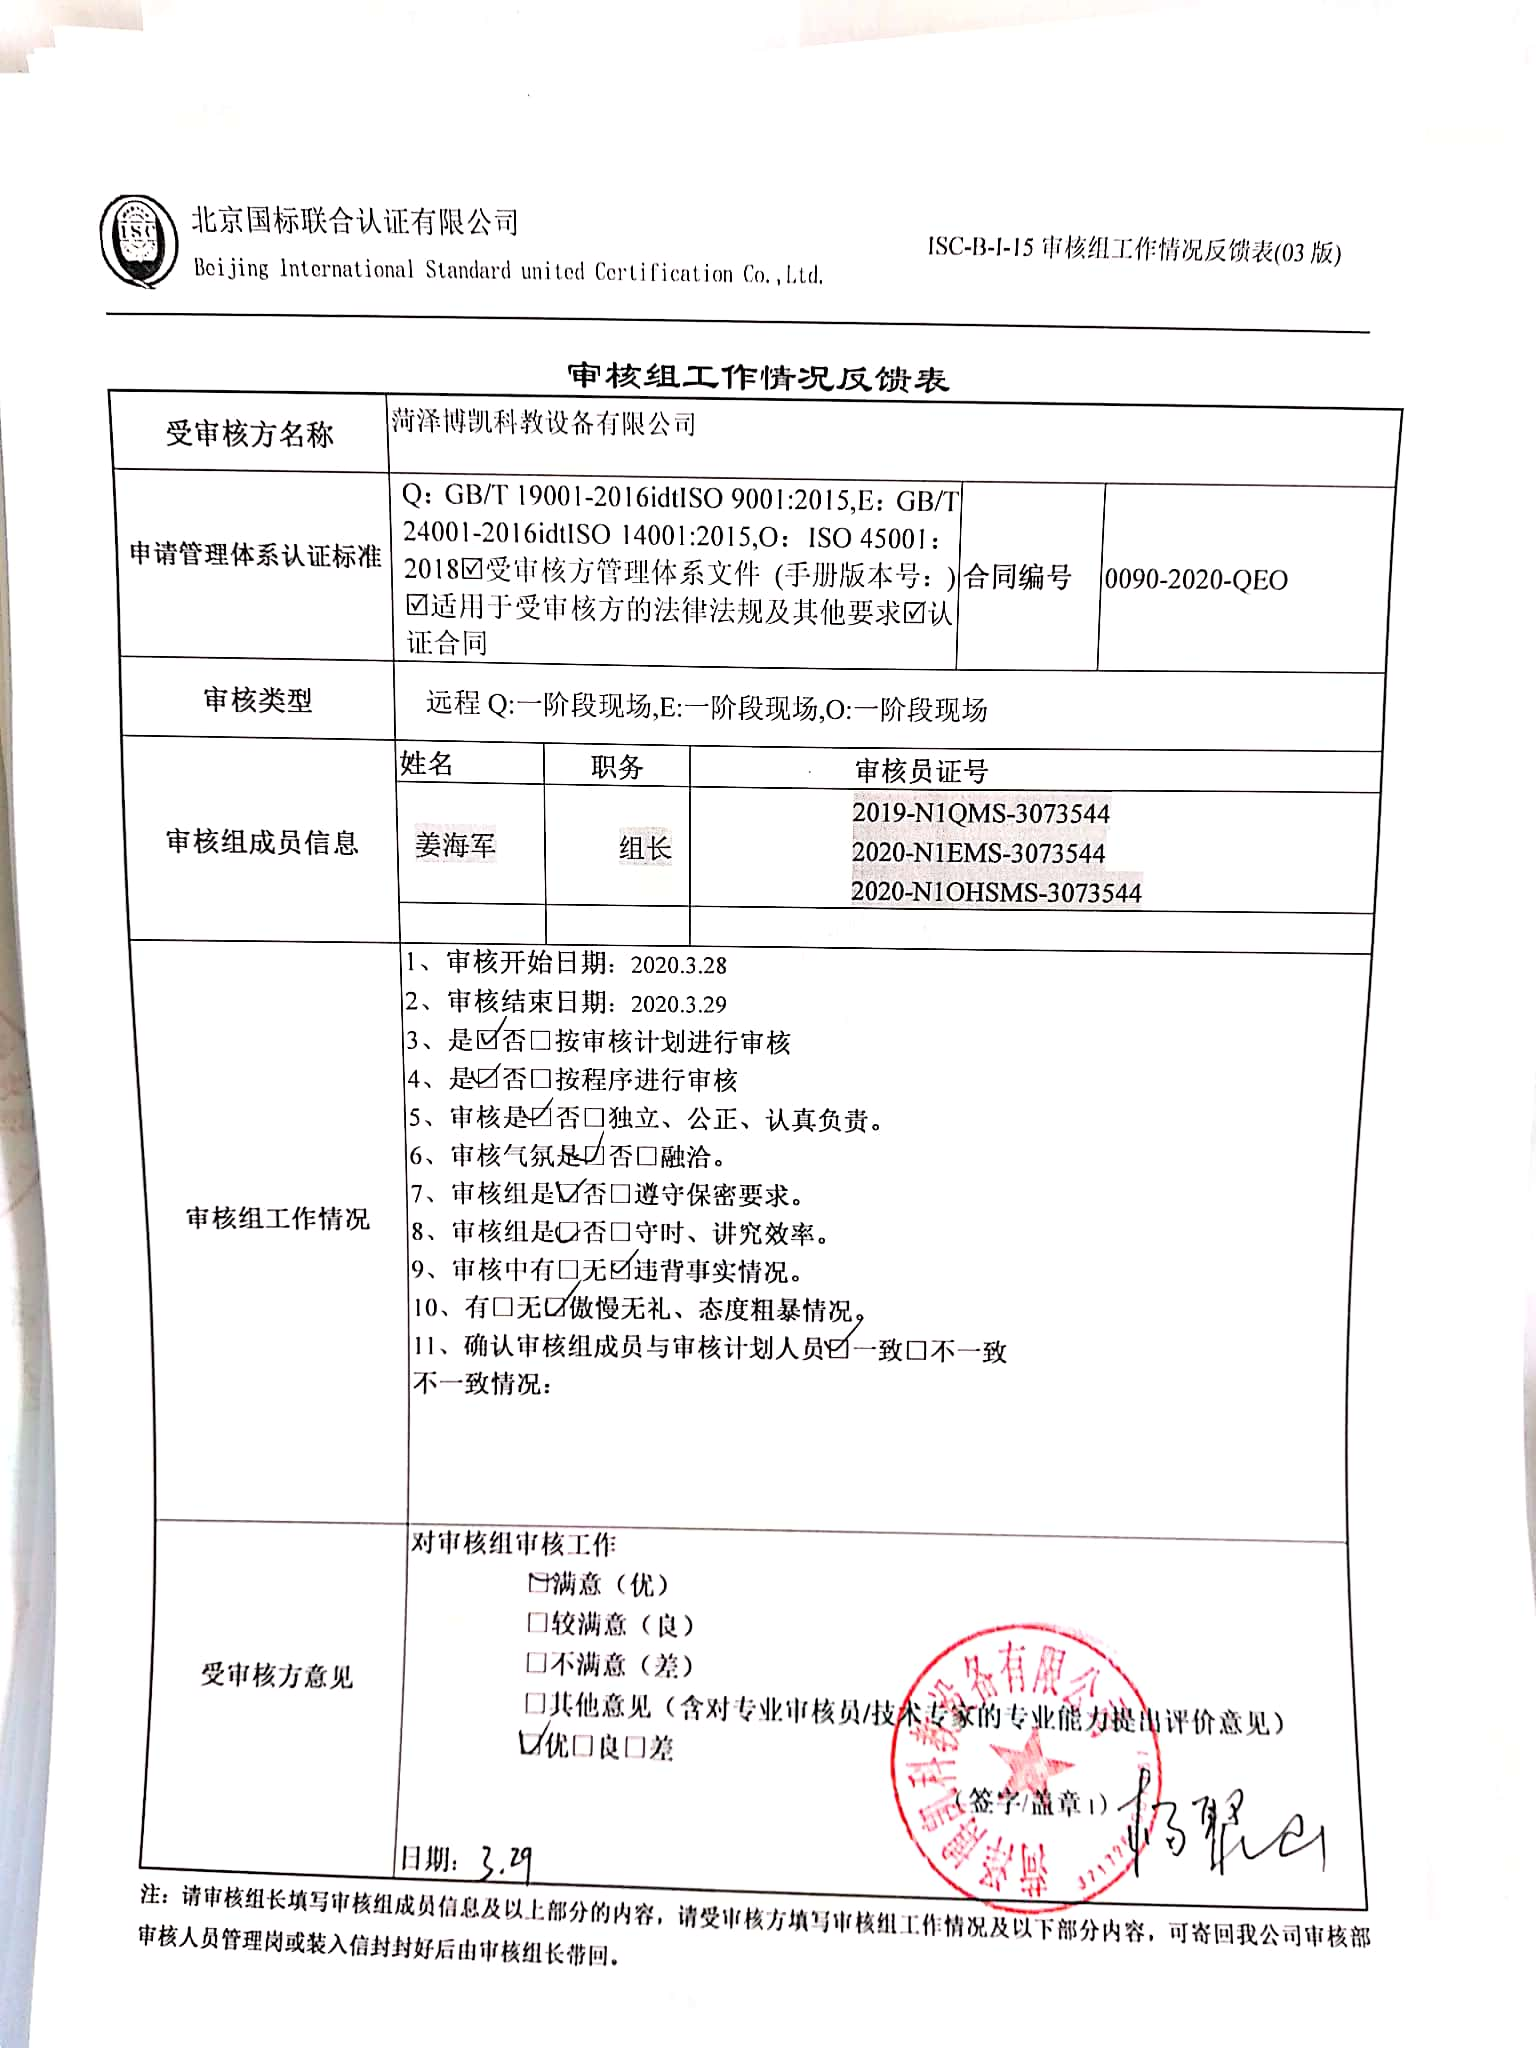 ISC
北京国标联合认证有限公司
Beijing International Standard united Certification Co.,Ltd.
ISC-B-I-15 审核组工作情况反馈表(03 版)
审核组工作情况反馈表
受审核方名称
菏泽博凯科教设备有限公司
申请管理体系认证标准
Q：GB/T 19001-2016idtISO 9001:2015,E：GB/T
24001-2016idtISO 14001:2015,O：ISO 45001：
2018☑受审核方管理体系文件 (手册版本号：)
☑适用于受审核方的法律法规及其他要求☑认
证合同
合同编号
0090-2020-QEO
审核类型
远程 Q:一阶段现场,E:一阶段现场,O:一阶段现场
审核组成员信息
姓名 职务 审核员证号
姜海军 组长
2019-N1QMS-3073544
2020-N1EMS-3073544
2020-N1OHSMS-3073544
审核组工作情况
1、审核开始日期：2020.3.28
2、审核结束日期：2020.3.29
3、是☑否□按审核计划进行审核
4、是☑否□按程序进行审核
5、审核是☑否□独立、公正、认真负责。
6、审核气氛是☑否□融洽。
7、审核组是☑否□遵守保密要求。
8、审核组是☑否□守时、讲究效率。
9、审核中有□无☑违背事实情况。
10、有□无☑傲慢无礼、态度粗暴情况。
11、确认审核组成员与审核计划人员☑一致□不一致
不一致情况：
受审核方意见
对审核组审核工作
☑满意（优）
□较满意（良）
□不满意（差）
□其他意见（含对专业审核员/技术专家的专业能力提出评价意见）
☑优□良□差
（签字/盖章）
菏泽博凯科教设备有限公司
日期：3.29
注：请审核组长填写审核组成员信息及以上部分的内容，请受审核方填写审核组工作情况及以下部分内容，可寄回我公司审核部
审核人员管理岗或装入信封封好后由审核组长带回。